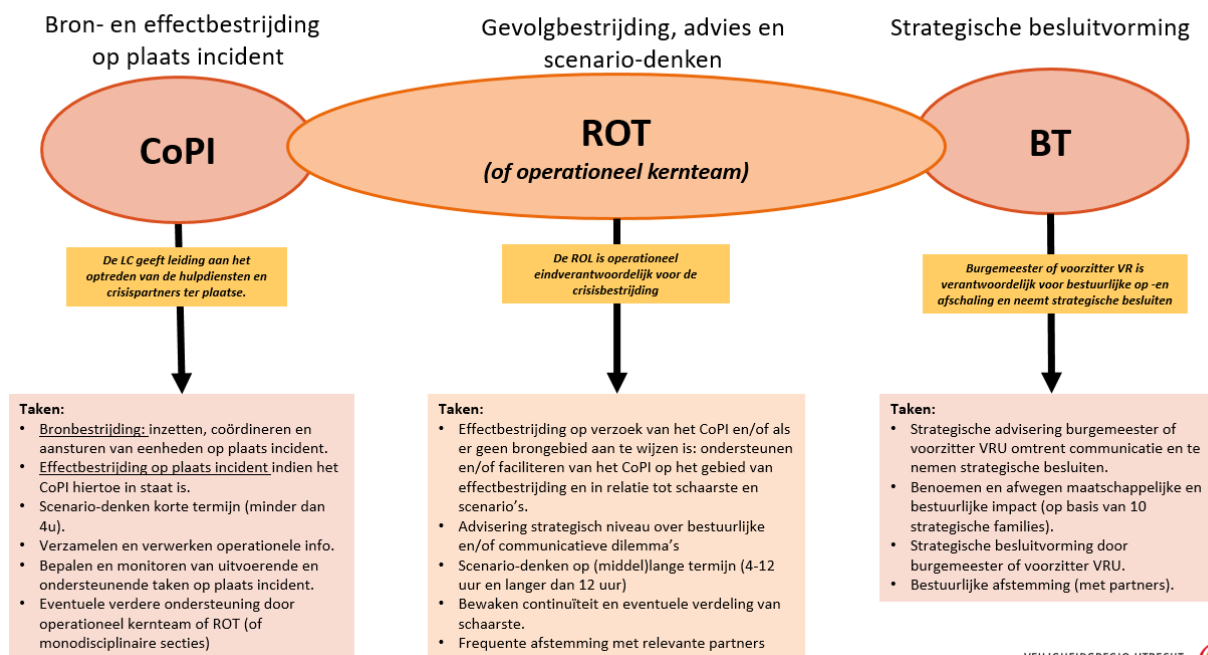 Bron- en effectbestrijding
op plaats incident
Gevolgbestrijding, advies en
scenario-denken
Strategische besluitvorming
CoPI
ROT
(of operationeel kernteam)
BT
De LC geeft leiding aan het
optreden van de hulpdiensten en
crisispartners ter plaatse.
De ROL is operationeel
eindverantwoordelijk voor de
crisisbestrijding
Burgemeester of voorzitter VR is
verantwoordelijk voor bestuurlijke op -en
afschaling en neemt strategische besluiten
Taken:
• Bronbestrijding: inzetten, coördineren en
aansturen van eenheden op plaats incident.
• Effectbestrijding op plaats incident indien het
CoPI hiertoe in staat is.
• Scenario-denken korte termijn (minder dan
4u).
• Verzamelen en verwerken operationele info.
• Bepalen en monitoren van uitvoerende en
ondersteunende taken op plaats incident.
• Eventuele verdere ondersteuning door
operationeel kernteam of ROT (of
monodisciplinaire secties)
Taken:
• Effectbestrijding op verzoek van het CoPI en/of als
er geen brongebied aan te wijzen is: ondersteunen
en/of faciliteren van het CoPI op het gebied van
effectbestrijding en in relatie tot schaarste en
scenario's.
• Advisering strategisch niveau over bestuurlijke
en/of communicatieve dilemma's
• Scenario-denken op (middel)lange termijn (4-12
uur en langer dan 12 uur)
• Bewaken continuïteit en eventuele verdeling van
schaarste.
• Frequente afstemming met relevante partners
Taken:
• Strategische advisering burgemeester of
voorzitter VRU omtrent communicatie en te
nemen strategische besluiten.
• Benoemen en afwegen maatschappelijke en
bestuurlijke impact (op basis van 10
strategische families).
• Strategische besluitvorming door
burgemeester of voorzitter VRU.
• Bestuurlijke afstemming (met partners).
VEILIGHEIDSREGIO UTRECHT